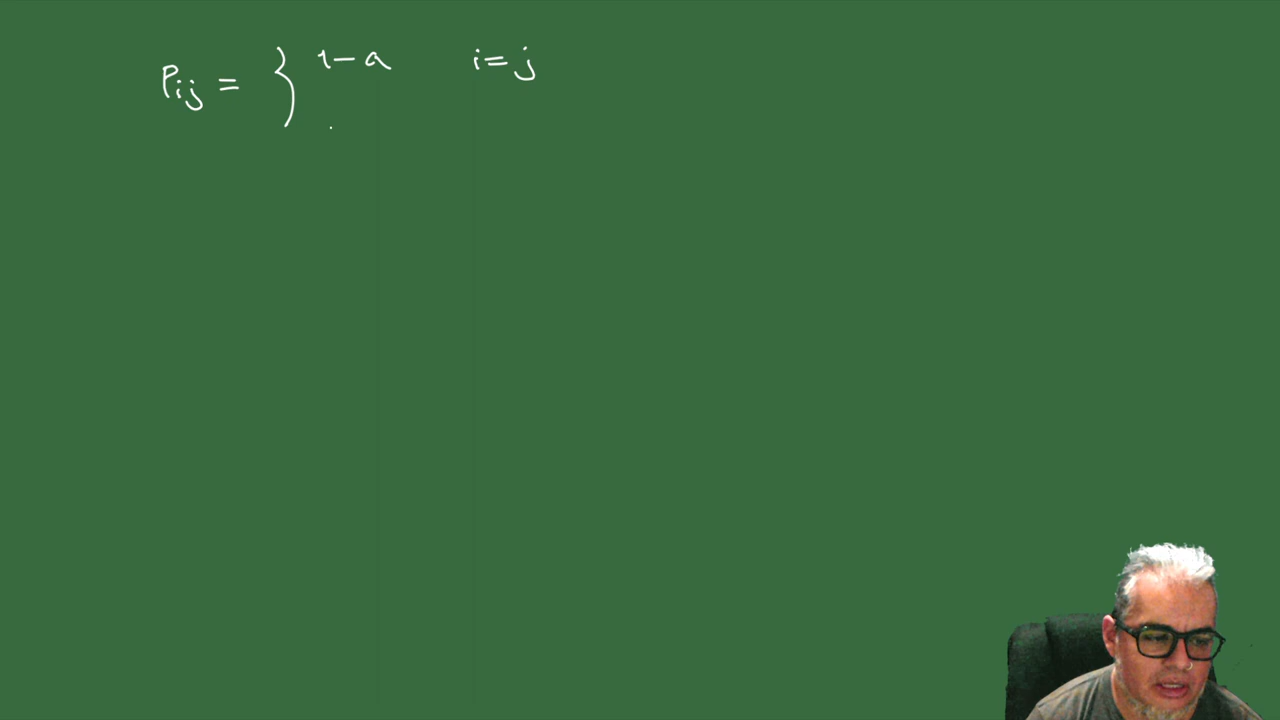 Pij = { 1-a i=j